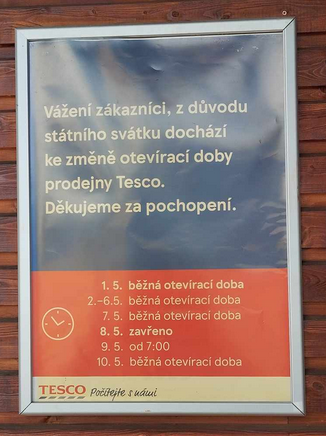 Vážení zákazníci, z důvodu
státního svátku dochází
ke změně otevírací doby
prodejny Tesco.
Děkujeme za pochopení.
1. 5. běžná otevírací doba
2.–6.5. běžná otevírací doba
7. 5. běžná otevírací doba
8. 5. zavřeno
9. 5. od 7:00
10. 5. běžná otevírací doba
TESCO Počítejte s námi